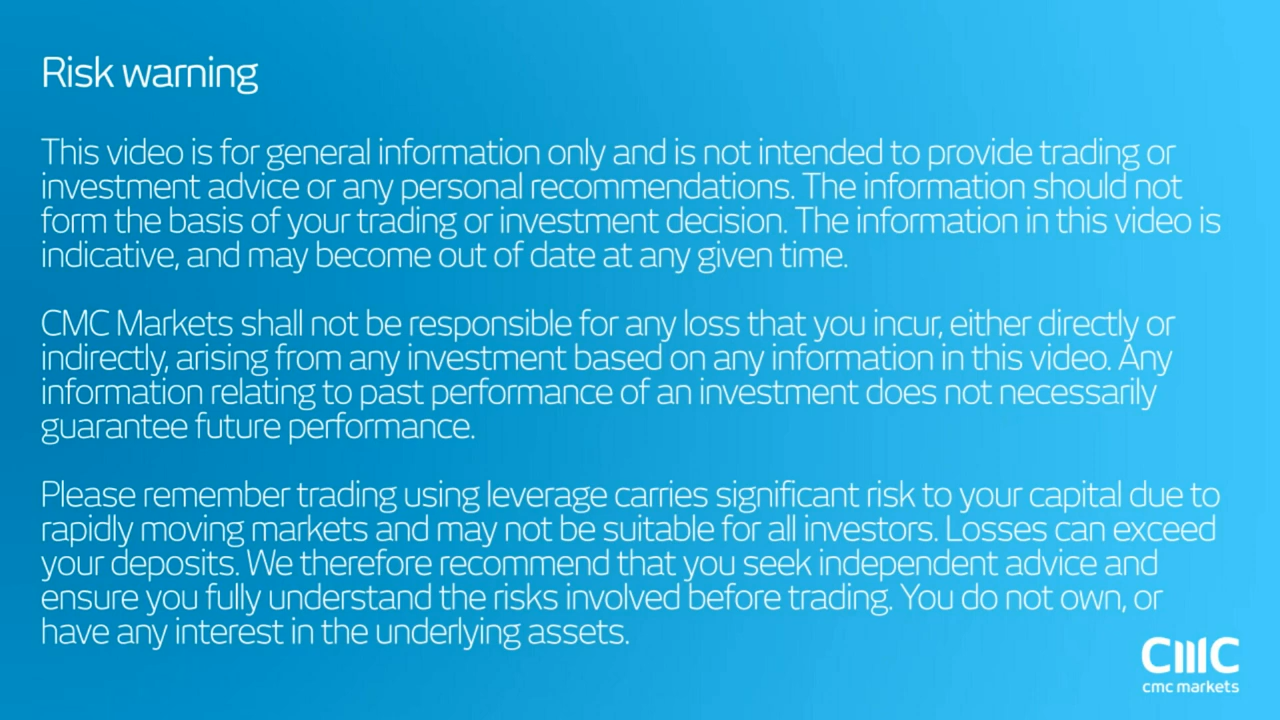 Risk warning
This video is for general information only and is not intended to provide trading or
investment advice or any personal recommendations. The information should not
form the basis of your trading or investment decision. The information in this video is
indicative, and may become out of date at any given time.
CMC Markets shall not be responsible for any loss that you incur, either directly or
indirectly, arising from any investment based on any information in this video. Any
information relating to past performance of an investment does not necessarily
guarantee future performance.
Please remember trading using leverage carries significant risk to your capital due to
rapidly moving markets and may not be suitable for all investors. Losses can exceed
your deposits. We therefore recommend that you seek independent advice and
ensure you fully understand the risks involved before trading. You do not own, or
have any interest in the underlying assets.
CMC
cmc markets